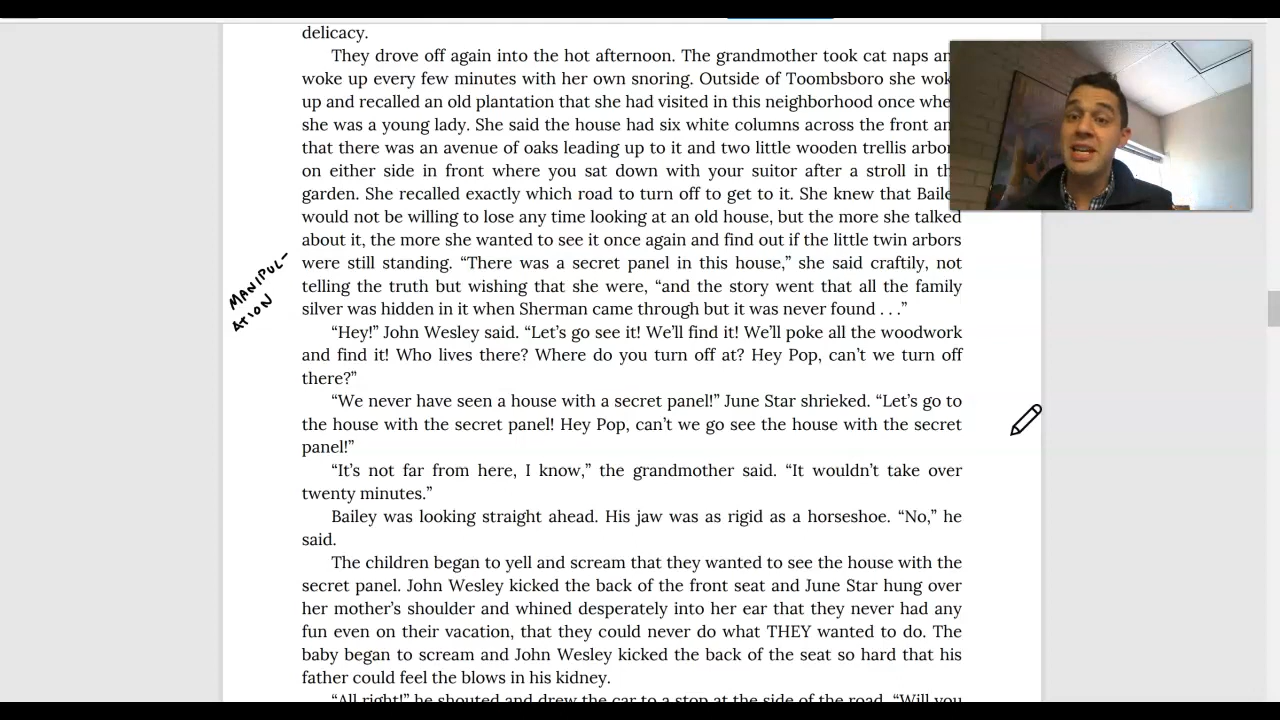 delicacy.
They drove off again into the hot afternoon. The grandmother took cat naps an
woke up every few minutes with her own snoring. Outside of Toombsboro she wok
up and recalled an old plantation that she had visited in this neighborhood once whe
she was a young lady. She said the house had six white columns across the front an
that there was an avenue of oaks leading up to it and two little wooden trellis arbor
on either side in front where you sat down with your suitor after a stroll in th
garden. She recalled exactly which road to turn off to get to it. She knew that Baile
would not be willing to lose any time looking at an old house, but the more she talked
about it, the more she wanted to see it once again and find out if the little twin arbors
were still standing. “There was a secret panel in this house,” she said craftily, not
telling the truth but wishing that she were, “and the story went that all the family
silver was hidden in it when Sherman came through but it was never found . . .”
MANIPUL-
ATION
“Hey!” John Wesley said. “Let’s go see it! We’ll find it! We’ll poke all the woodwork
and find it! Who lives there? Where do you turn off at? Hey Pop, can’t we turn off
there?”
“We never have seen a house with a secret panel!” June Star shrieked. “Let’s go to
the house with the secret panel! Hey Pop, can’t we go see the house with the secret
panel!”
“It’s not far from here, I know,” the grandmother said. “It wouldn’t take over
twenty minutes.”
Bailey was looking straight ahead. His jaw was as rigid as a horseshoe. “No,” he
said.
The children began to yell and scream that they wanted to see the house with the
secret panel. John Wesley kicked the back of the front seat and June Star hung over
her mother’s shoulder and whined desperately into her ear that they never had any
fun even on their vacation, that they could never do what THEY wanted to do. The
baby began to scream and John Wesley kicked the back of the seat so hard that his
father could feel the blows in his kidney.
“All right!” he shouted and drew the car to a stop at the side of the road. “Will you